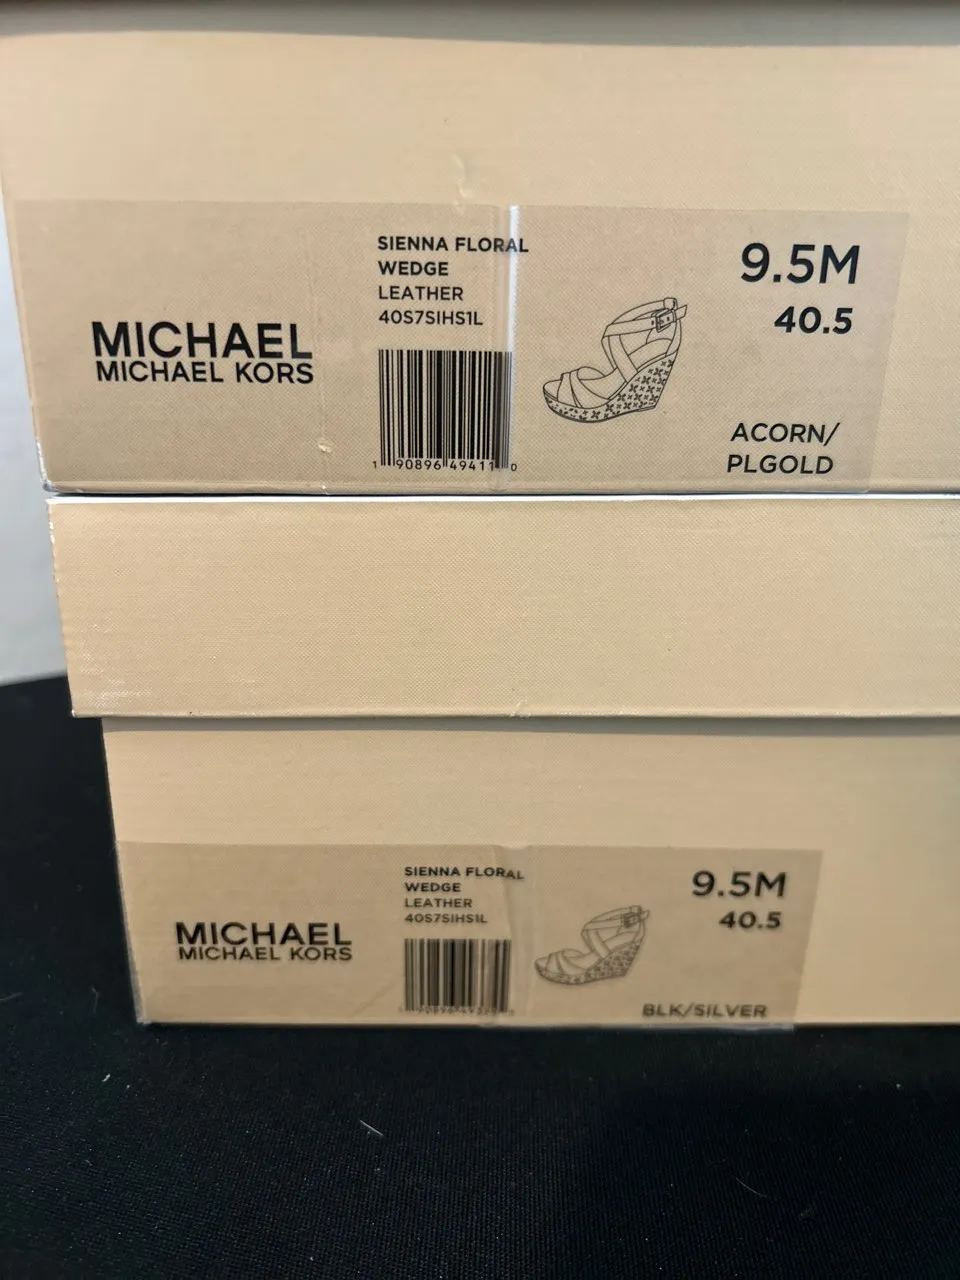 SIENNA FLORAL
WEDGE
LEATHER
40S7SIHS1L
MICHAEL
MICHAEL KORS
1 90896 49411 0
9.5M
40.5
ACORN/
PLGOLD
SIENNA FLORAL
WEDGE
LEATHER
40S7SIHS1L
MICHAEL
MICHAEL KORS
9.5M
40.5
BLK/SILVER